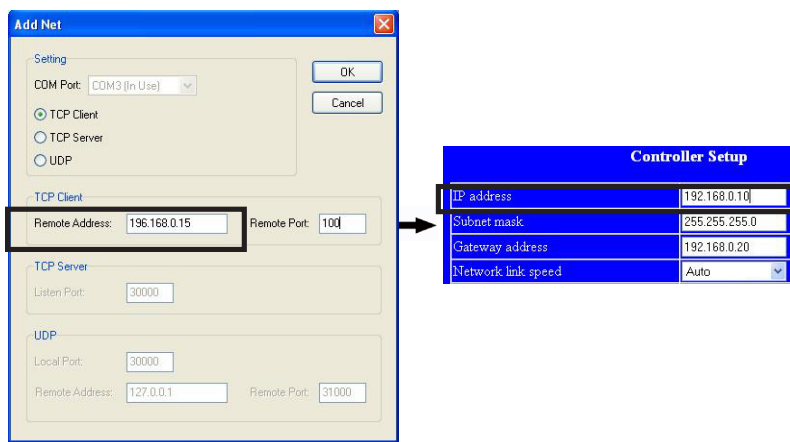 Add Net
Setting
COM Port: COM3 (In Use)
TCP Client
TCP Server
UDP
OK
Cancel
TCP Client
Remote Address: 196.168.0.15 Remote Port: 100
TCP Server
Listen Port: 30000
UDP
Local Port: 30000
Remote Address: 127.0.0.1 Remote Port: 31000
Controller Setup
IP address 192.168.0.10
Subnet mask 255.255.255.0
Gateway address 192.168.0.20
Network link speed Auto